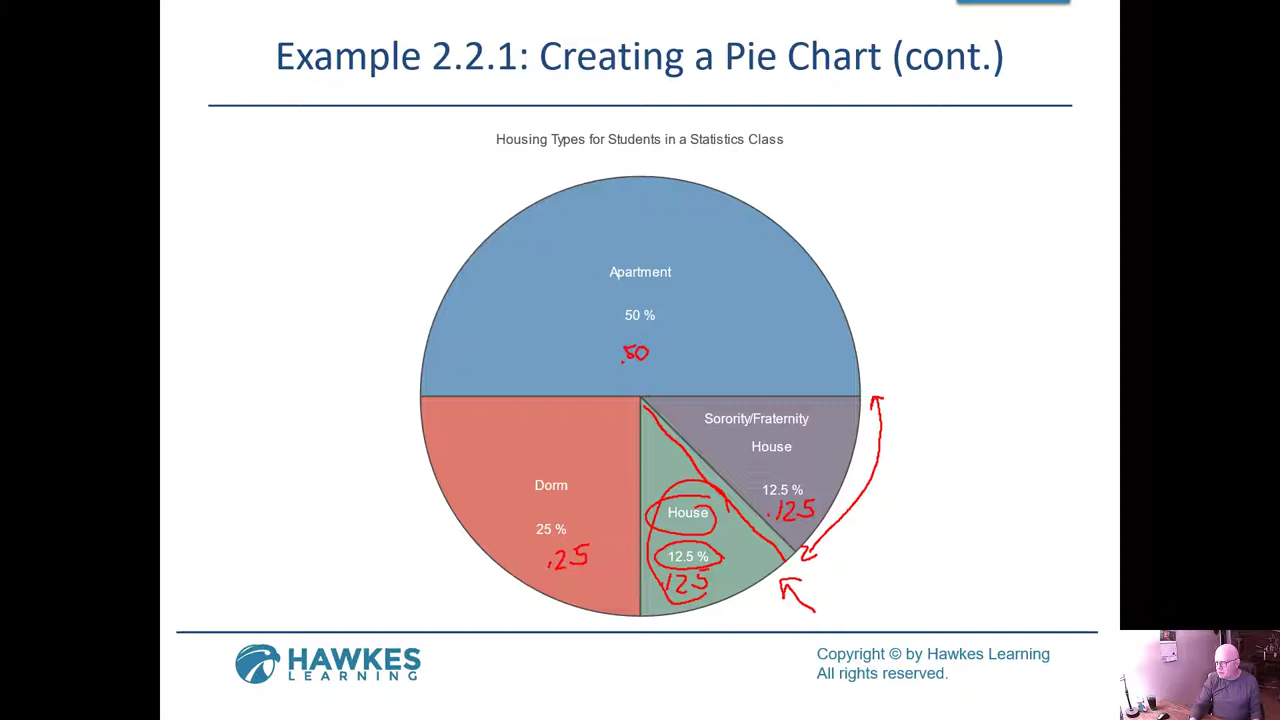 Example 2.2.1: Creating a Pie Chart (cont.)
Housing Types for Students in a Statistics Class
Apartment
50 %
.50
Sorority/Fraternity
House
12.5 %
.125
Dorm
25 %
.25
House
12.5 %
.125
HAWKES
LEARNING
Copyright © by Hawkes Learning
All rights reserved.